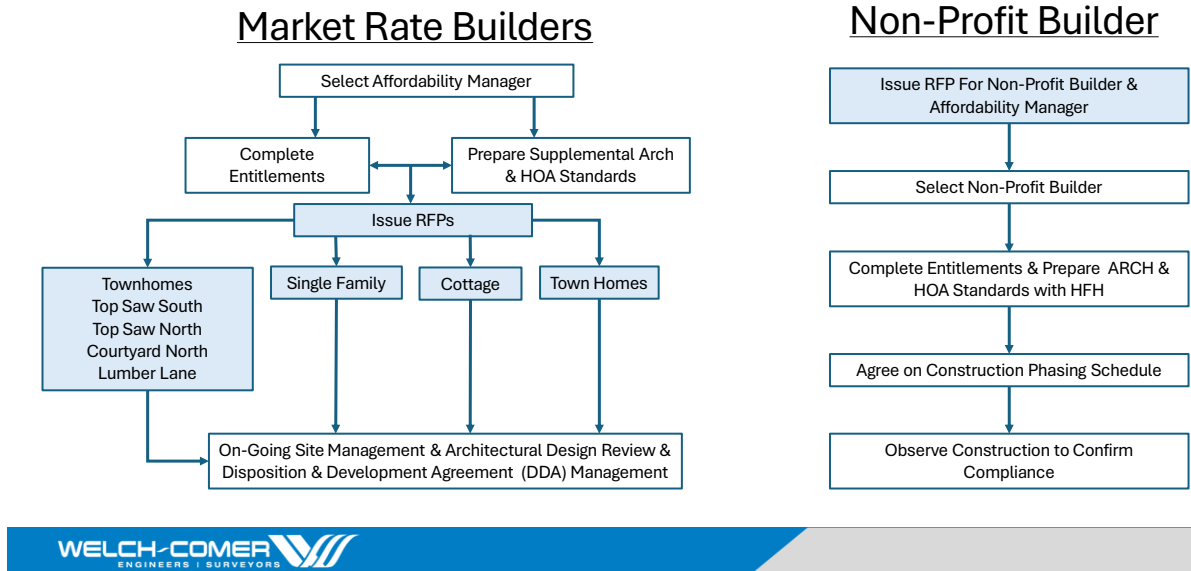 Market Rate Builders
Select Affordability Manager
Complete
Entitlements
Prepare Supplemental Arch
& HOA Standards
Issue RFPs
Townhomes
Top Saw South
Top Saw North
Courtyard North
Lumber Lane
Single Family
Cottage
Town Homes
On-Going Site Management & Architectural Design Review &
Disposition & Development Agreement (DDA) Management
Non-Profit Builder
Issue RFP For Non-Profit Builder &
Affordability Manager
Select Non-Profit Builder
Complete Entitlements & Prepare ARCH &
HOA Standards with HFH
Agree on Construction Phasing Schedule
Observe Construction to Confirm
Compliance
WELCH-COMER
ENGINEERS | SURVEYORS